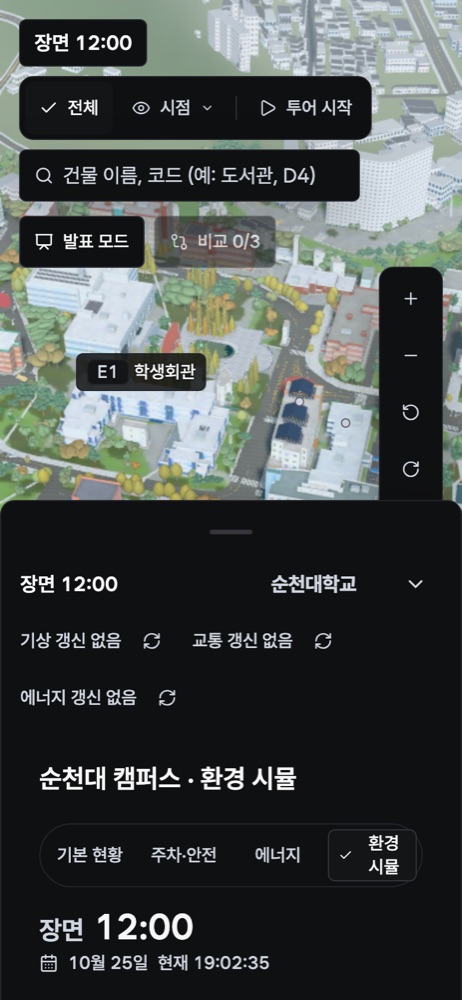 장면 12:00
전체 시점 투어 시작
건물 이름, 코드 (예: 도서관, D4)
발표 모드 비교 0/3
E1 학생회관
장면 12:00 순천대학교
기상 갱신 없음 교통 갱신 없음
에너지 갱신 없음
순천대 캠퍼스 · 환경 시뮬
기본 현황 주차·안전 에너지 환경
시뮬
장면 12:00
10월 25일 현재 19:02:35